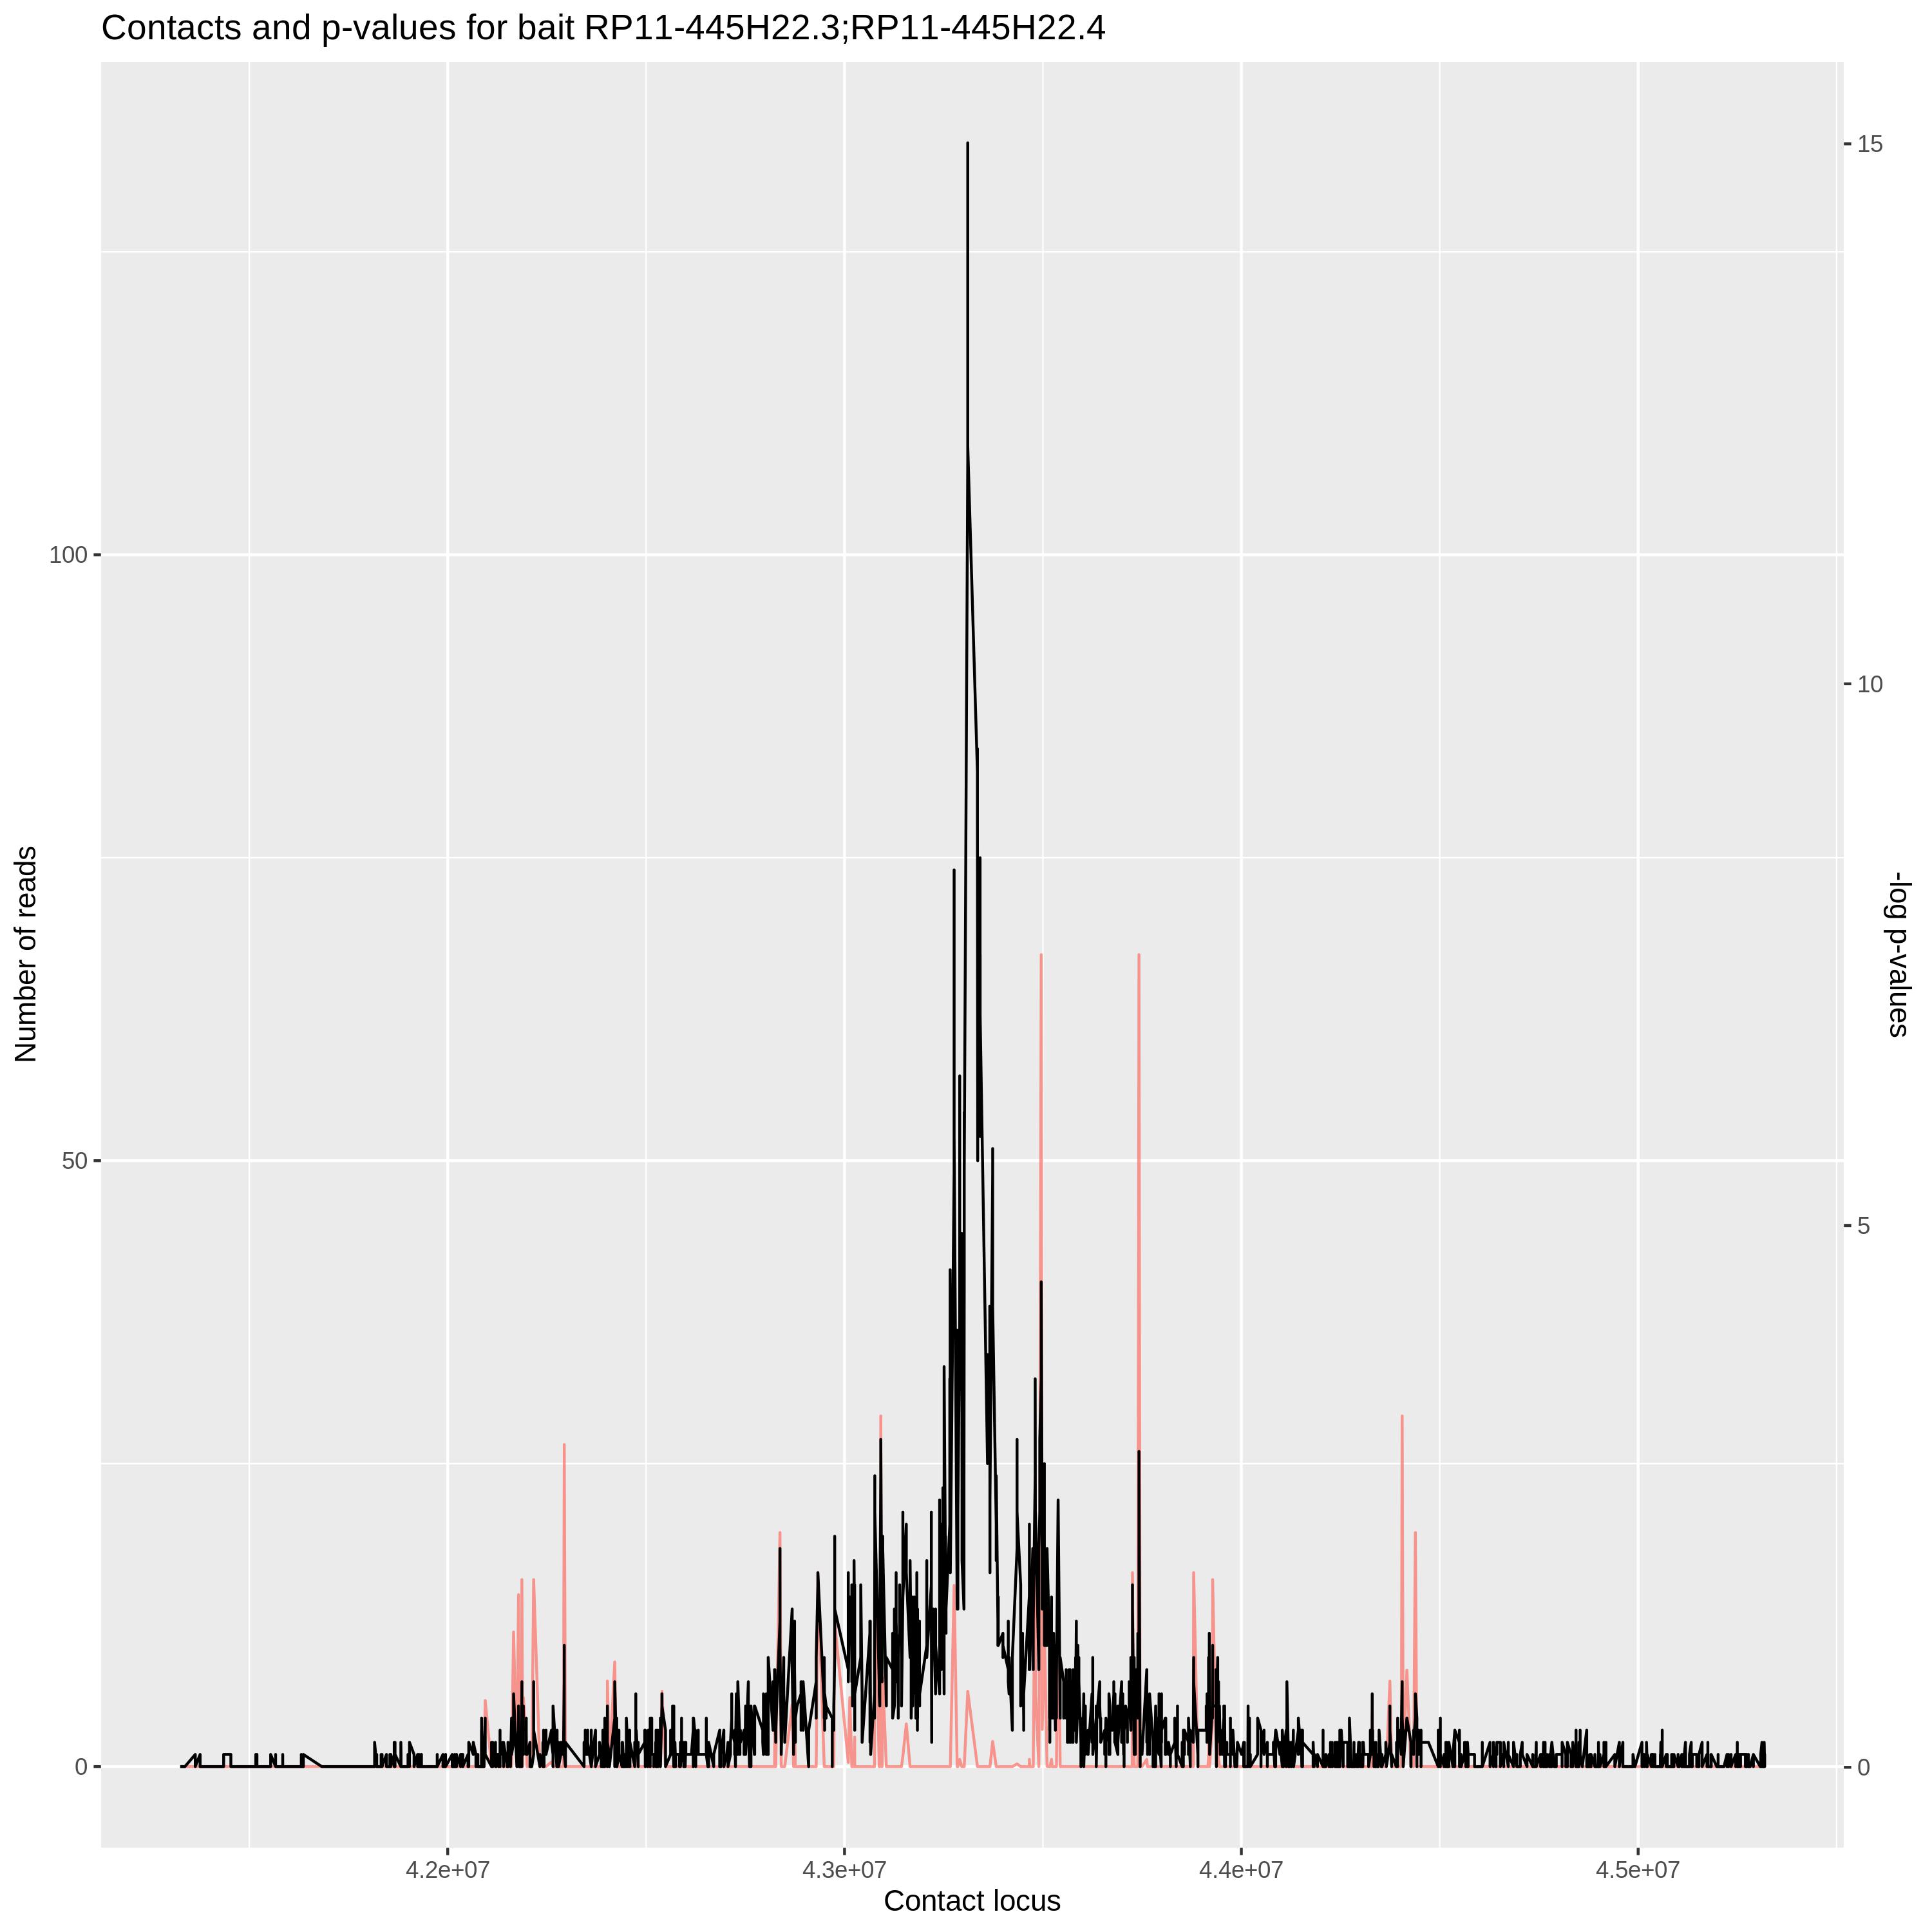 Contacts and p-values for bait RP11-445H22.3;RP11-445H22.4
15
100
10
Number of reads
-log p-values
50
5
0
0
4.2e+07
4.3e+07
4.4e+07
4.5e+07
Contact locus